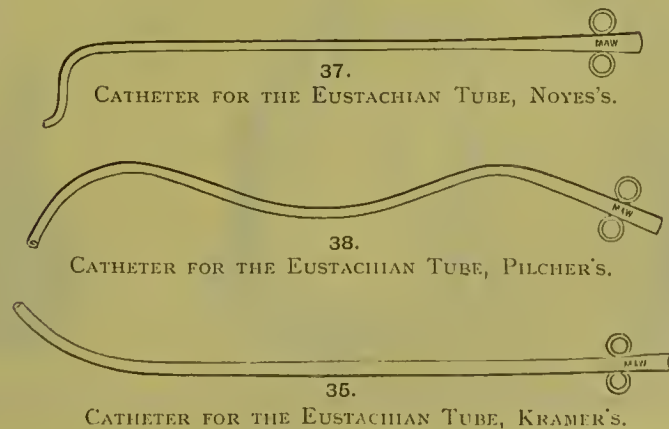 MAW
37.
CATHETER FOR THE EUSTACHIAN TUBE, NOYES'S.
MAW
38.
CATHETER FOR THE EUSTACHIAN TUBE, PILCHER'S.
MAW
35.
CATHETER FOR THE EUSTACHIAN TUBE, KRAMER'S.